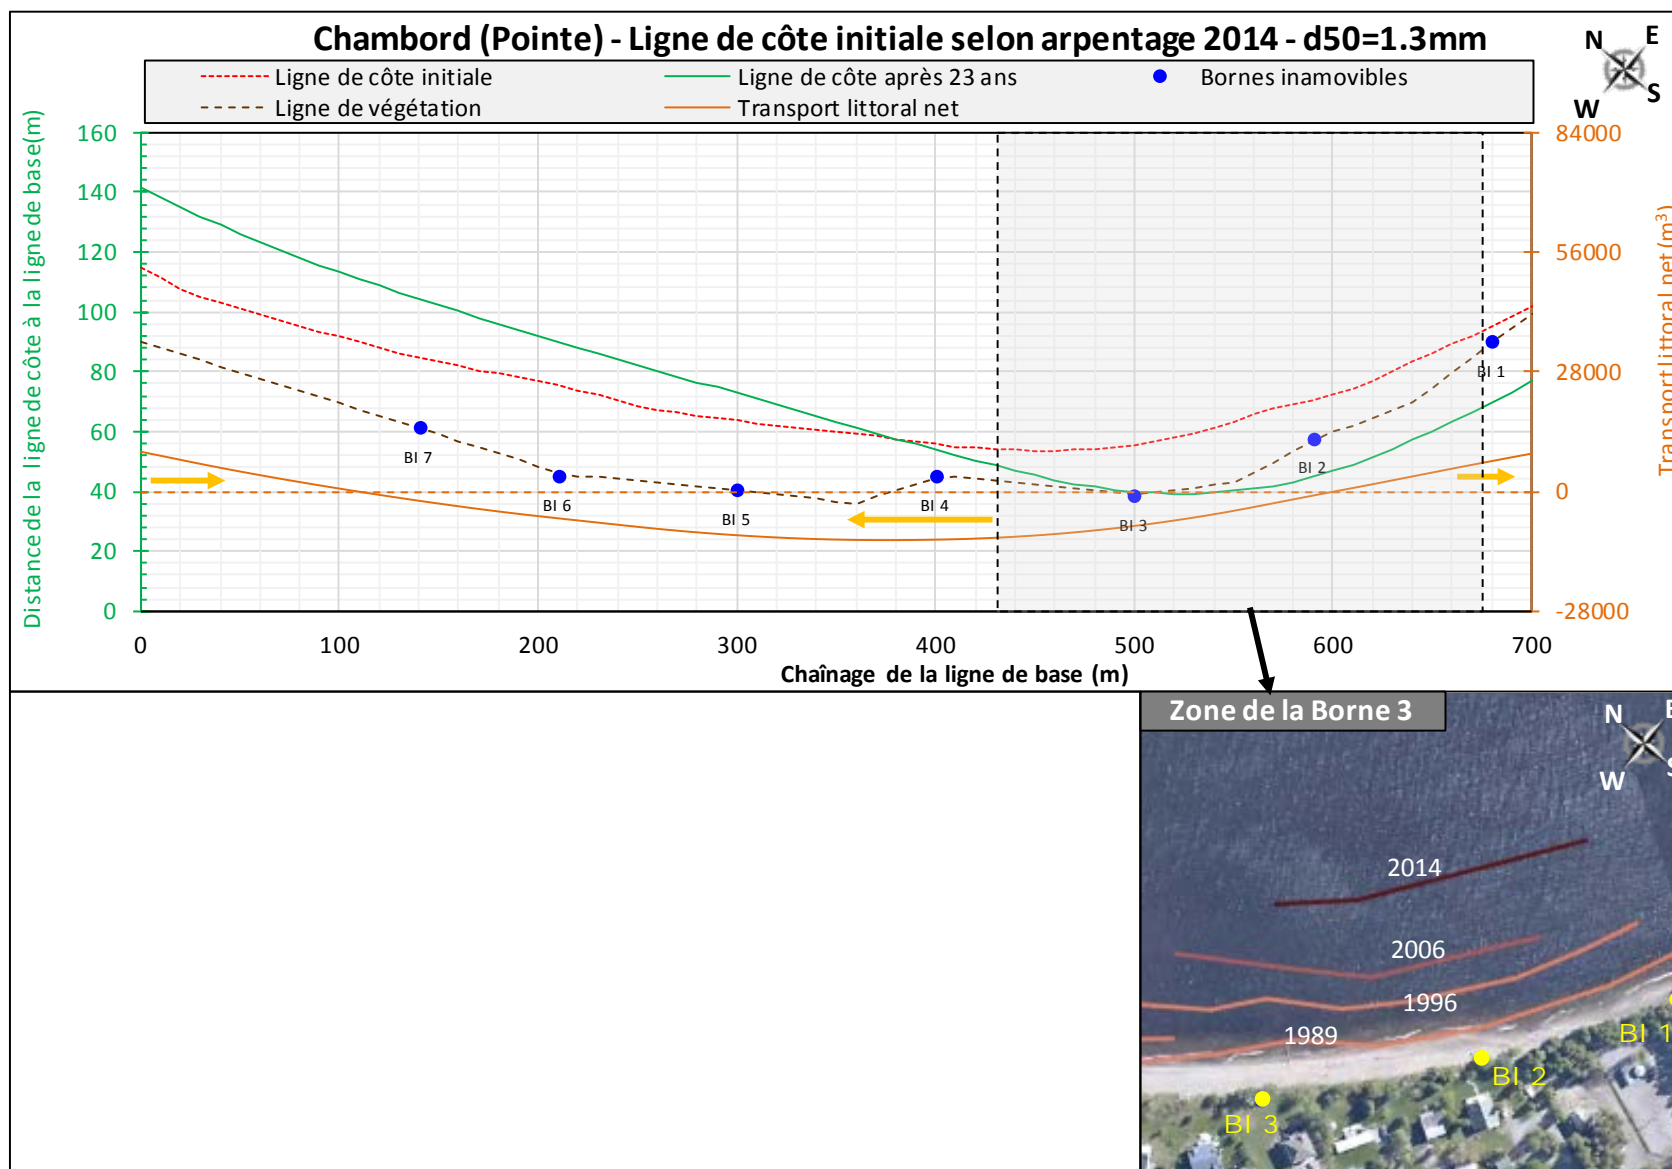 Chambord (Pointe) - Ligne de côte initiale selon arpentage 2014 - d50=1.3mm
N E
W S
Ligne de côte initiale
Ligne de côte après 23 ans
Bornes inamovibles
Ligne de végétation
Transport littoral net
Distance de la ligne de côte à la ligne de base(m)
160
140
120
100
80
60
40
20
0
84000
56000
28000
0
-28000
Transport littoral net (m³)
BI 7
BI 6
BI 5
BI 4
BI 3
BI 2
BI 1
0 100 200 300 400 500 600 700
Chaînage de la ligne de base (m)
Zone de la Borne 3
N E
W S
2014
2006
1996
1989
BI 1
BI 2
BI 3